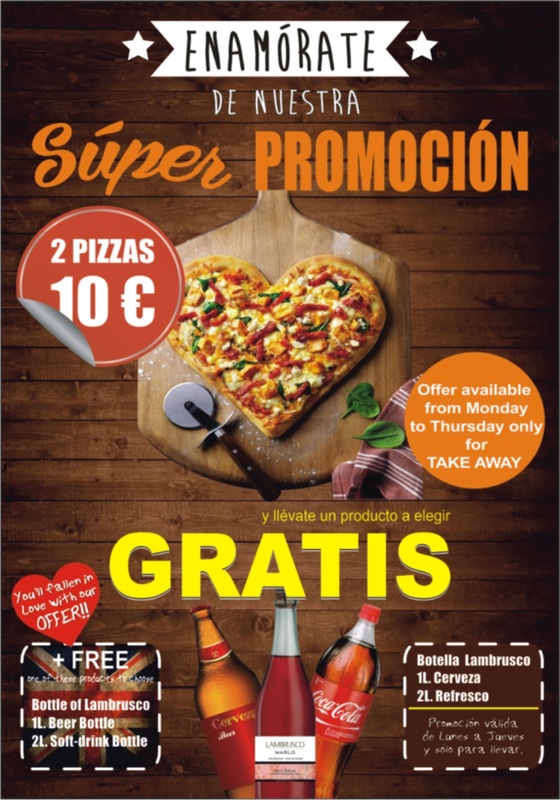 ENAMÓRATE
DE NUESTRA
Súper PROMOCIÓN
2 PIZZAS
10 €
Offer available
from Monday
to Thursday only
for
TAKE AWAY
y llévate un producto a elegir
GRATIS
You'll fallen in
Love with our
OFFER!!
+ FREE
one of these products to choose
Bottle of Lambrusco
1L. Beer Bottle
2L. Soft-drink Bottle
Cerveza
Beer
LAMBRUSCO
MARLO
Coca-Cola
Botella Lambrusco
1L. Cerveza
2L. Refresco
Promoción válida
de Lunes a Jueves
y solo para llevar.